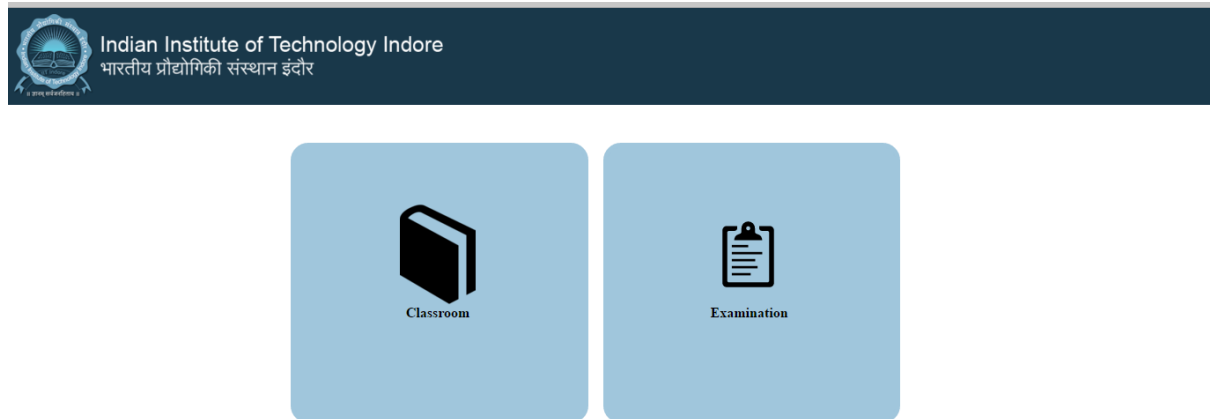 Indian Institute of Technology Indore
भारतीय प्रौद्योगिकी संस्थान इंदौर
Classroom
Examination